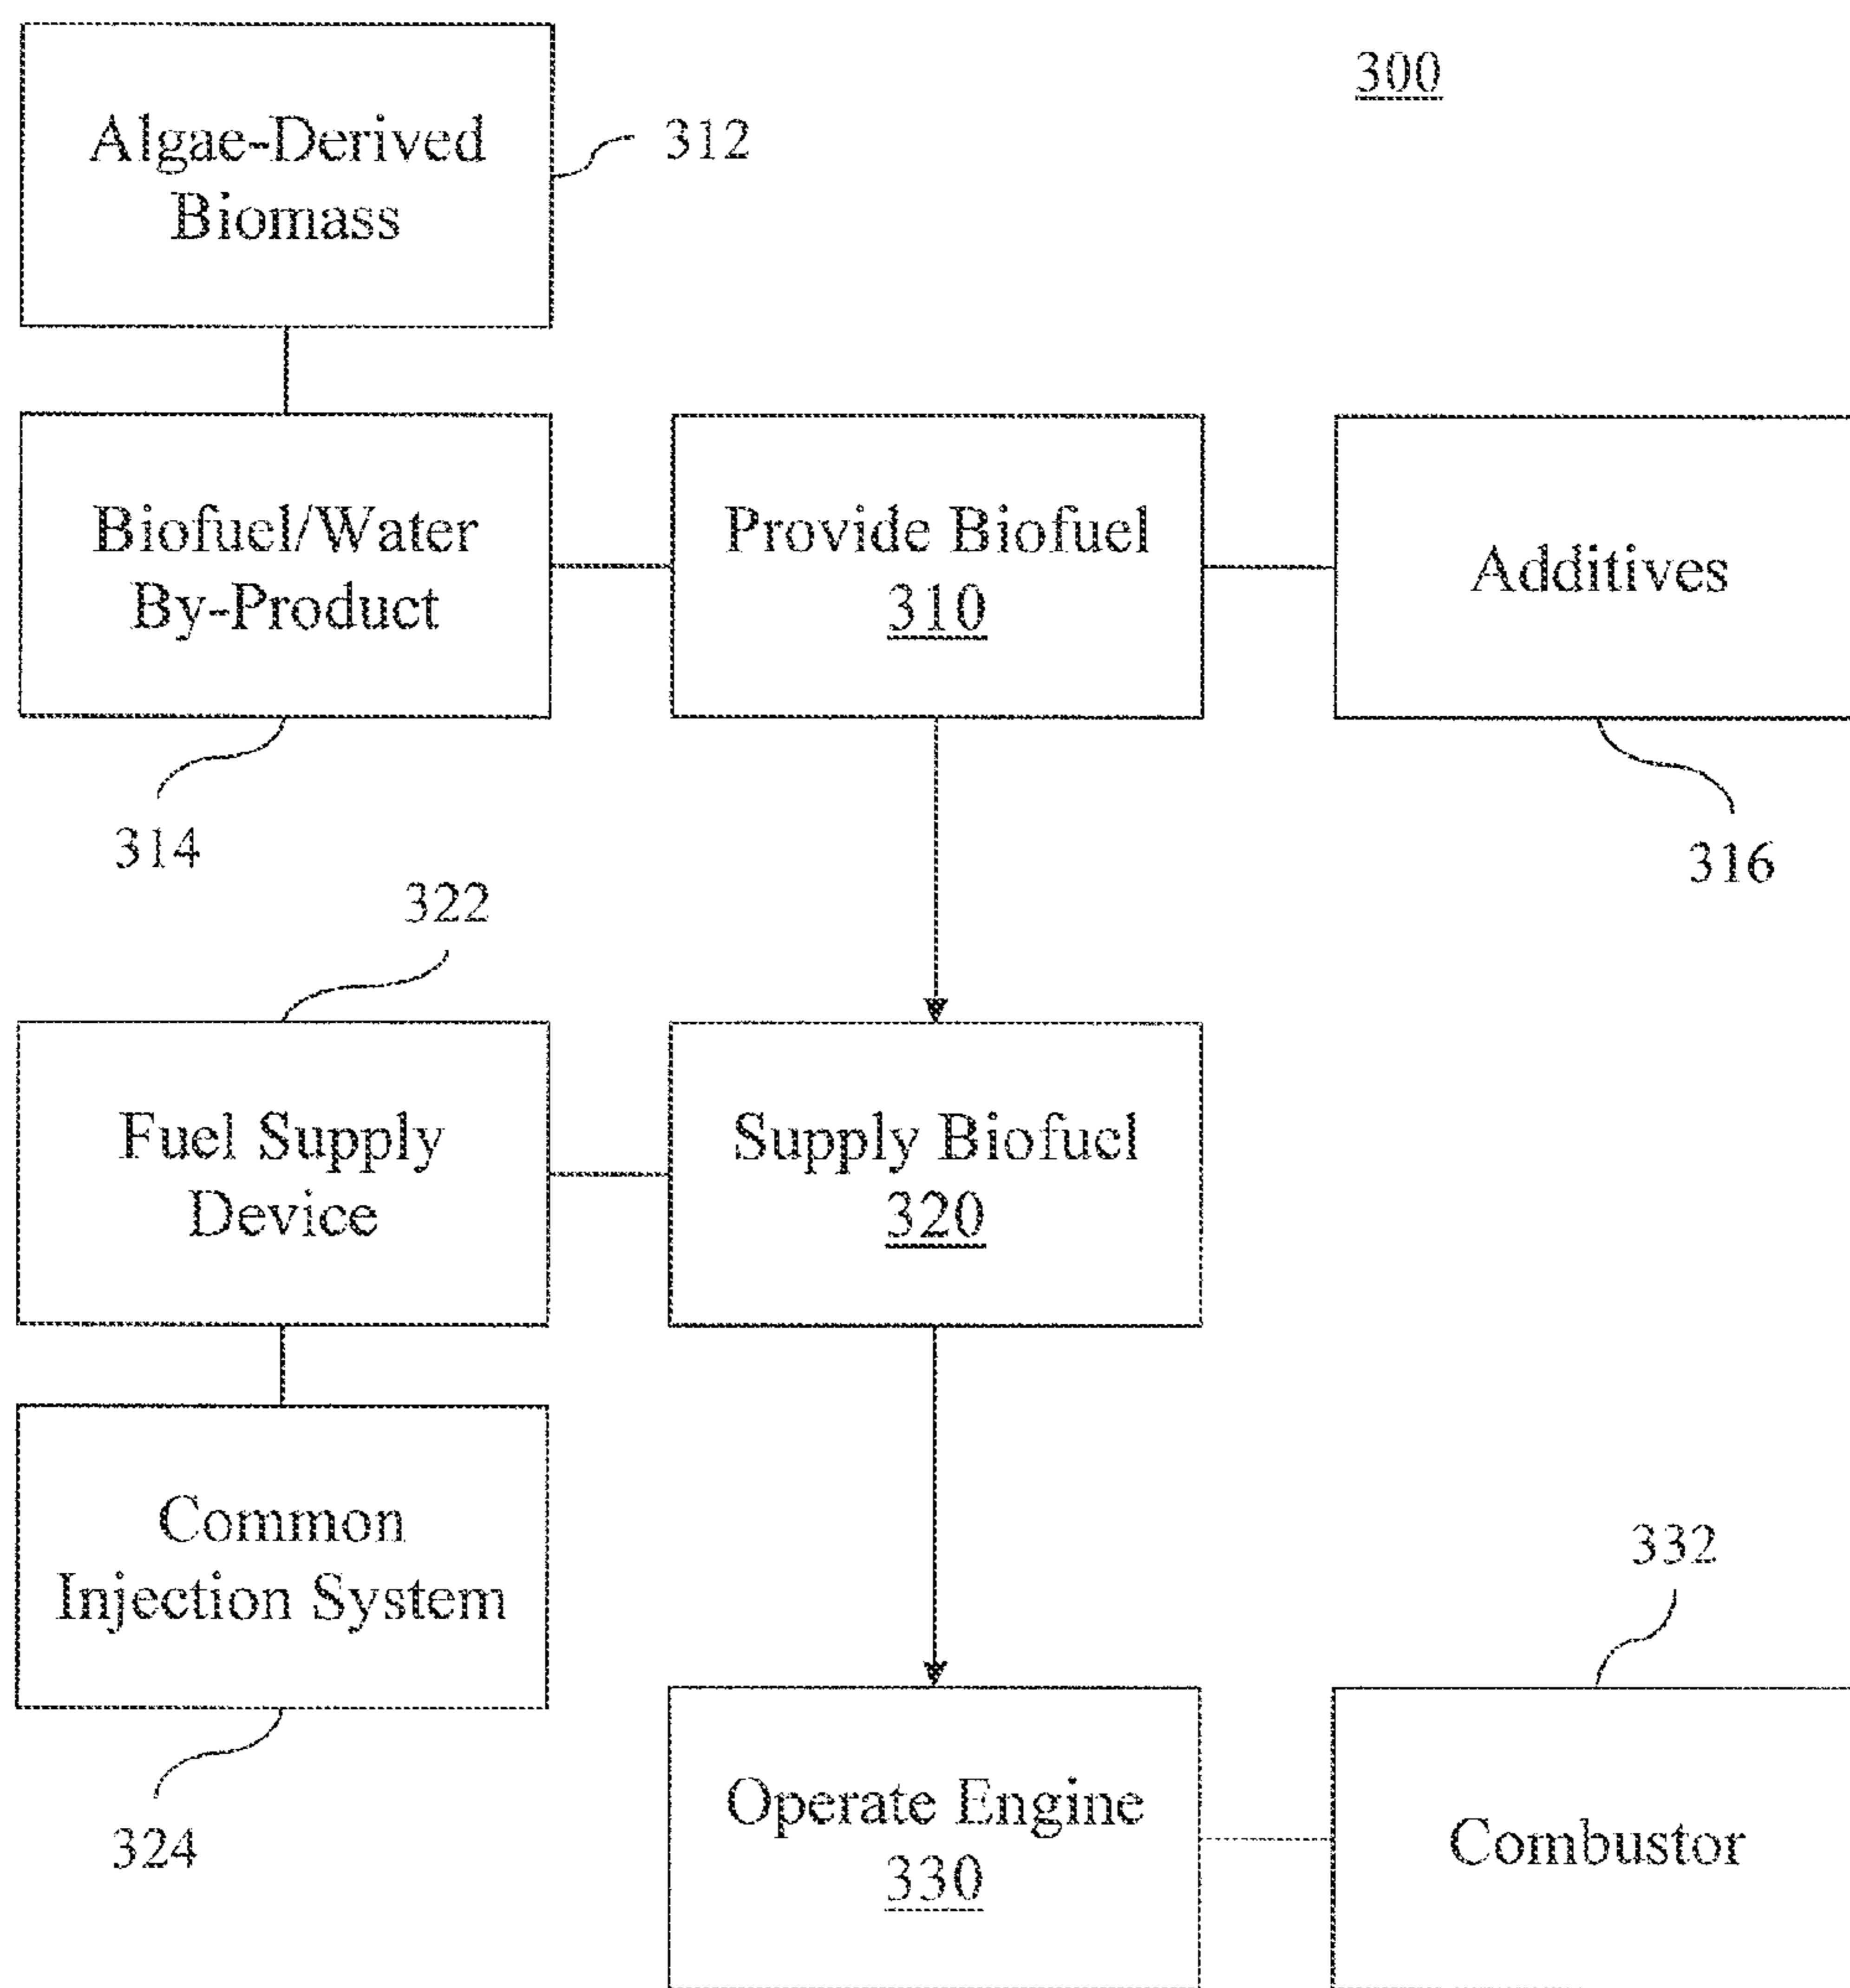 300
Algae-Derived
Biomass
312
Biofuel/Water
By-Product
314
Provide Biofuel
310
Additives
316
322
Fuel Supply
Device
Supply Biofuel
320
Common
Injection System
324
332
Operate Engine
330
Combustor